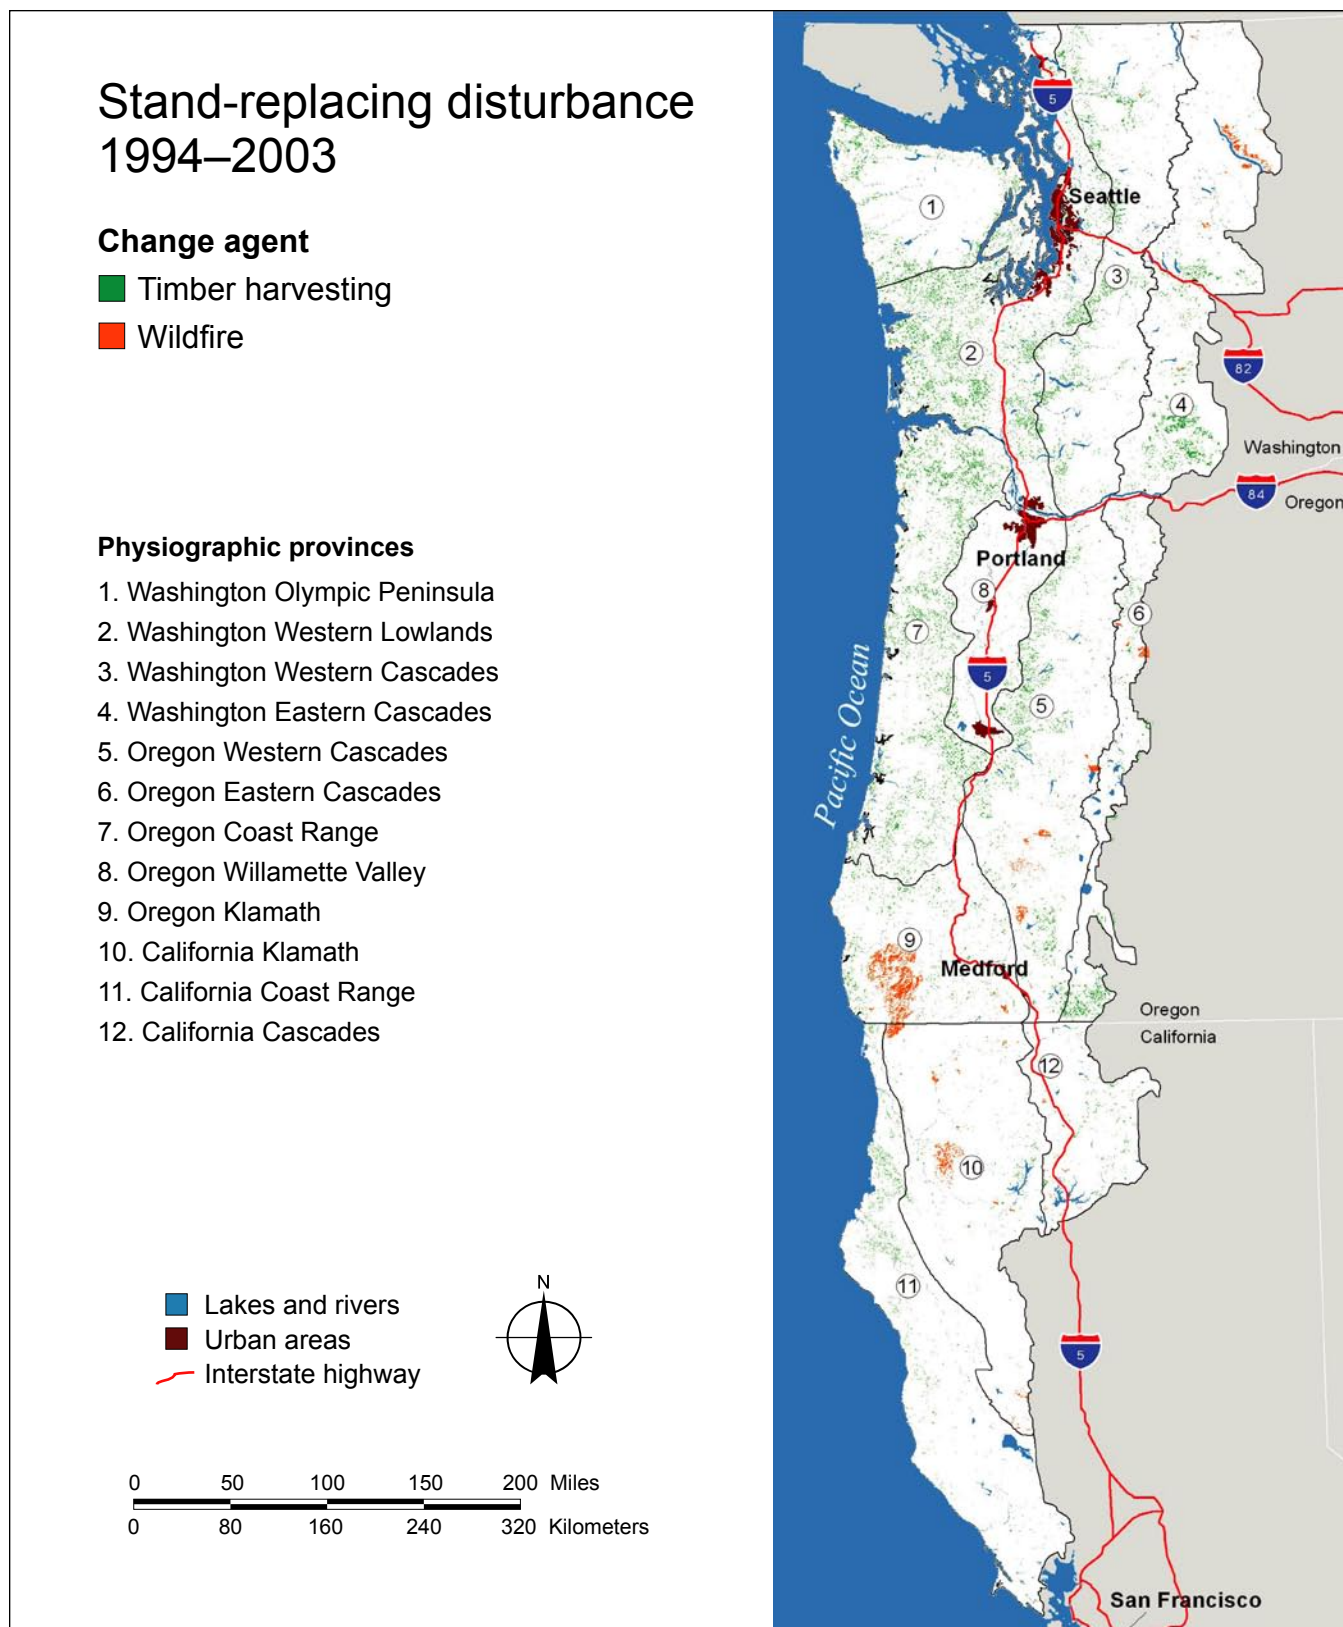 Stand-replacing disturbance
1994–2003
Change agent
Timber harvesting
Wildfire
Physiographic provinces
1. Washington Olympic Peninsula
2. Washington Western Lowlands
3. Washington Western Cascades
4. Washington Eastern Cascades
5. Oregon Western Cascades
6. Oregon Eastern Cascades
7. Oregon Coast Range
8. Oregon Willamette Valley
9. Oregon Klamath
10. California Klamath
11. California Coast Range
12. California Cascades
Lakes and rivers
Urban areas
Interstate highway
N
0 50 100 150 200 Miles
0 80 160 240 320 Kilometers
5
Seattle
1
3
2
82
4
Washington
84
Oregon
Portland
8
6
7
5
5
Pacific Ocean
9
Medford
Oregon
California
12
10
11
5
San Francisco